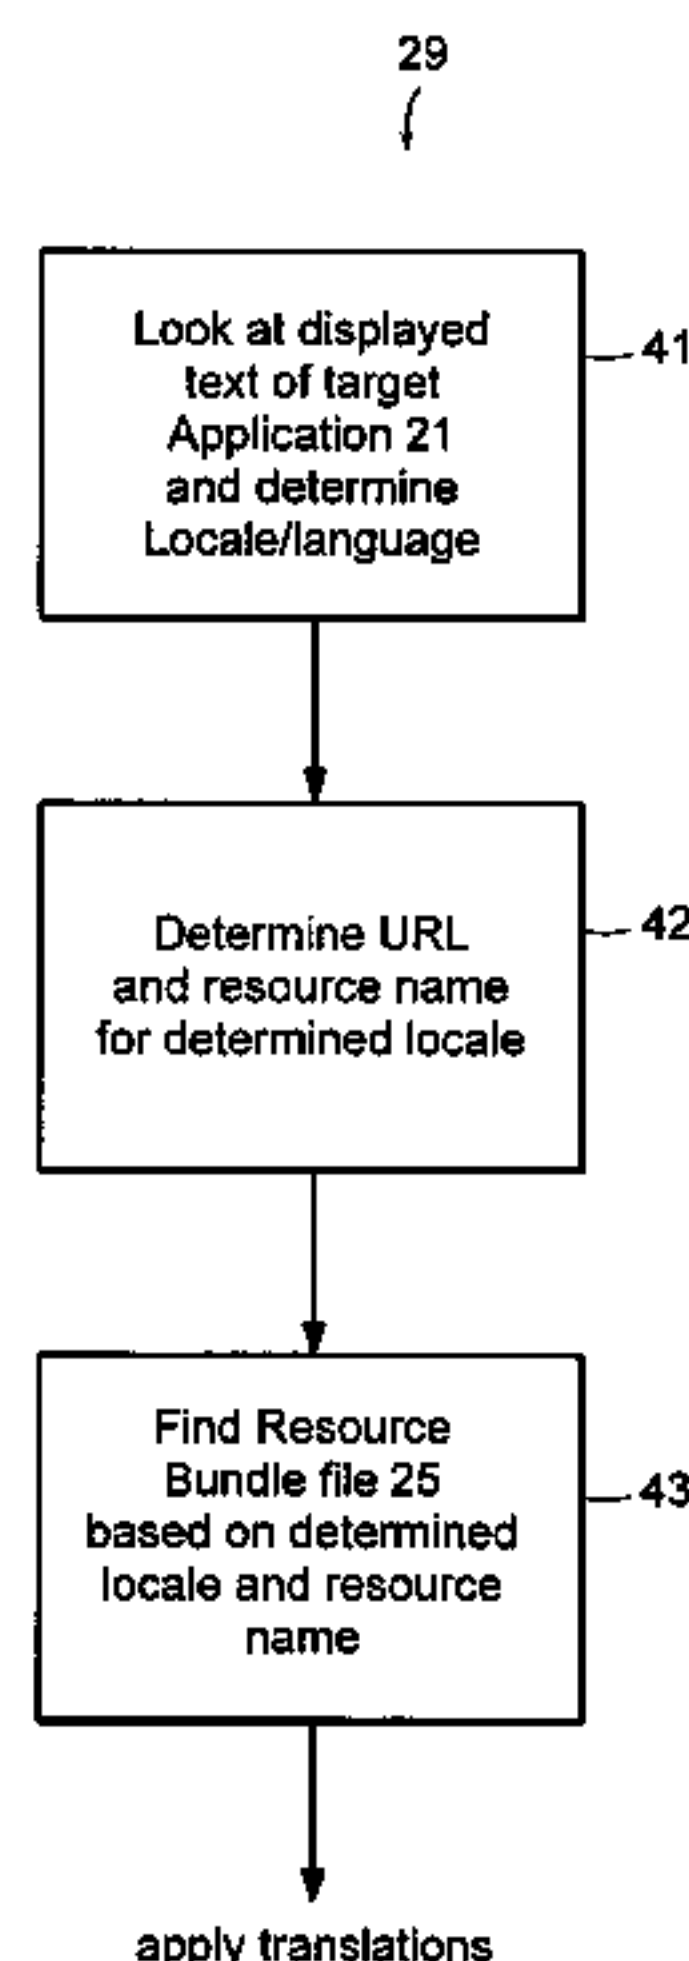 29
Look at displayed
text of target
Application 21
and determine
Locale/language
41
Determine URL
and resource name
for determined locale
42
Find Resource
Bundle file 25
based on determined
locale and resource
name
43
apply translations